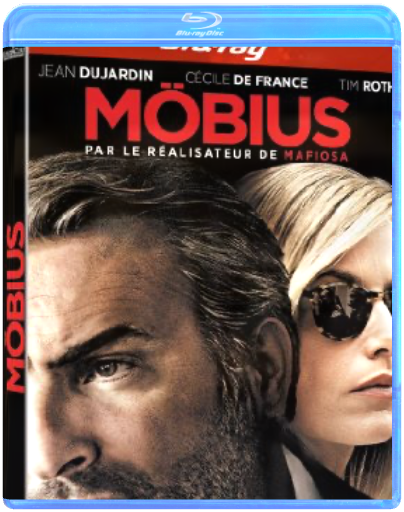 Blu-ray Disc
Blu-ray
JEAN DUJARDIN CÉCILE DE FRANCE TIM ROTH
MÖBIUS
PAR LE RÉALISATEUR DE MAFIOSA
MÖBIUS